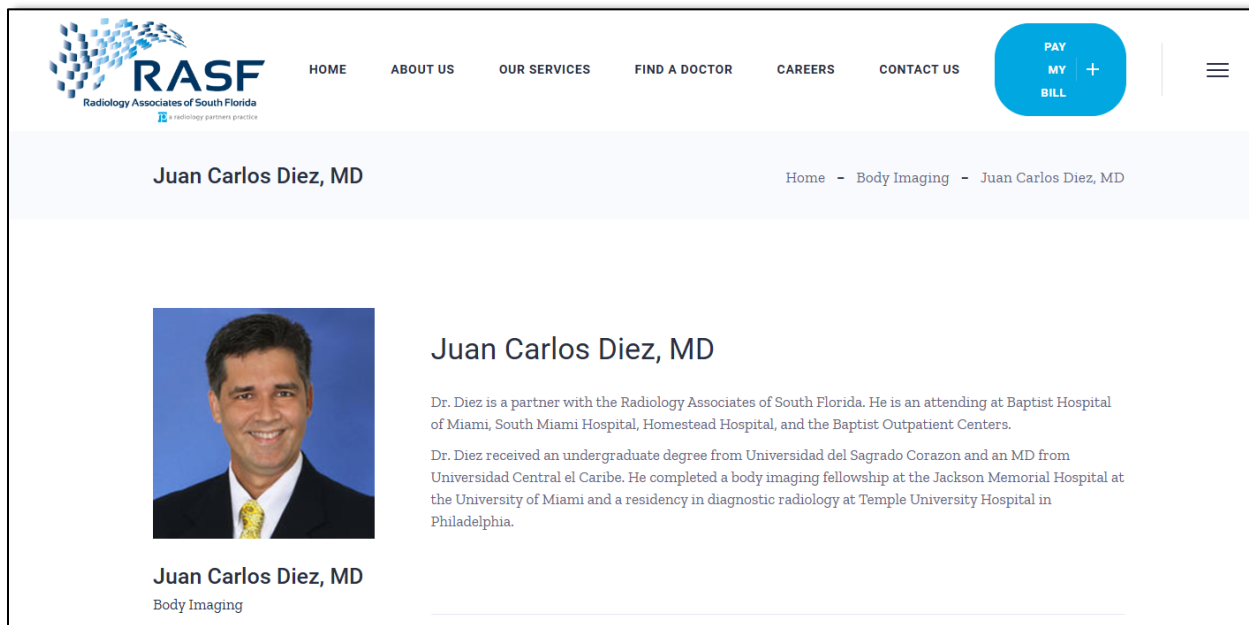 RASF
Radiology Associates of South Florida
a radiology partners practice
HOME
ABOUT US
OUR SERVICES
FIND A DOCTOR
CAREERS
CONTACT US
PAY
MY
BILL
+
Juan Carlos Diez, MD
Home – Body Imaging – Juan Carlos Diez, MD
Juan Carlos Diez, MD
Dr. Diez is a partner with the Radiology Associates of South Florida. He is an attending at Baptist Hospital
of Miami, South Miami Hospital, Homestead Hospital, and the Baptist Outpatient Centers.
Dr. Diez received an undergraduate degree from Universidad del Sagrado Corazon and an MD from
Universidad Central el Caribe. He completed a body imaging fellowship at the Jackson Memorial Hospital at
the University of Miami and a residency in diagnostic radiology at Temple University Hospital in
Philadelphia.
Juan Carlos Diez, MD
Body Imaging